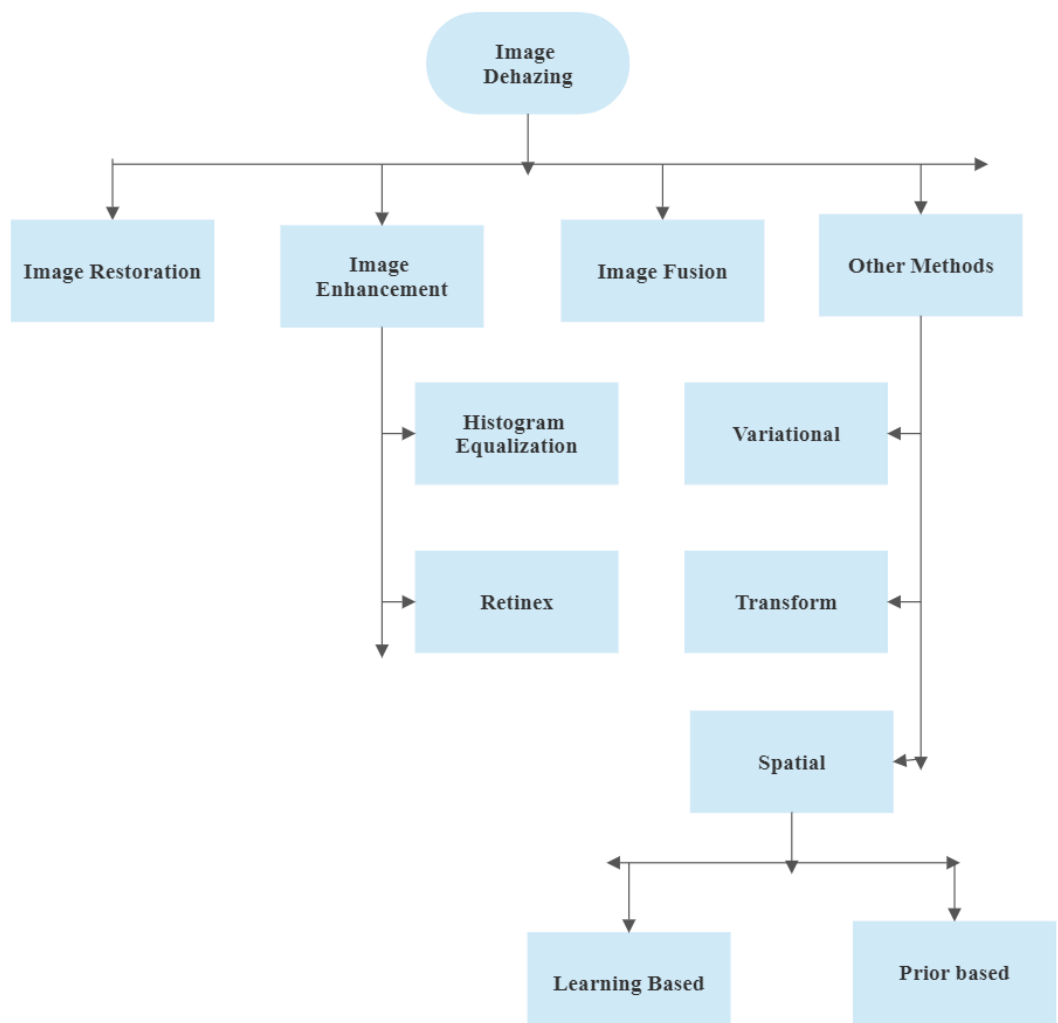 Image
Dehazing
Image Restoration
Image
Enhancement
Image Fusion
Other Methods
Histogram
Equalization
Variational
Retinex
Transform
Spatial
Learning Based
Prior based